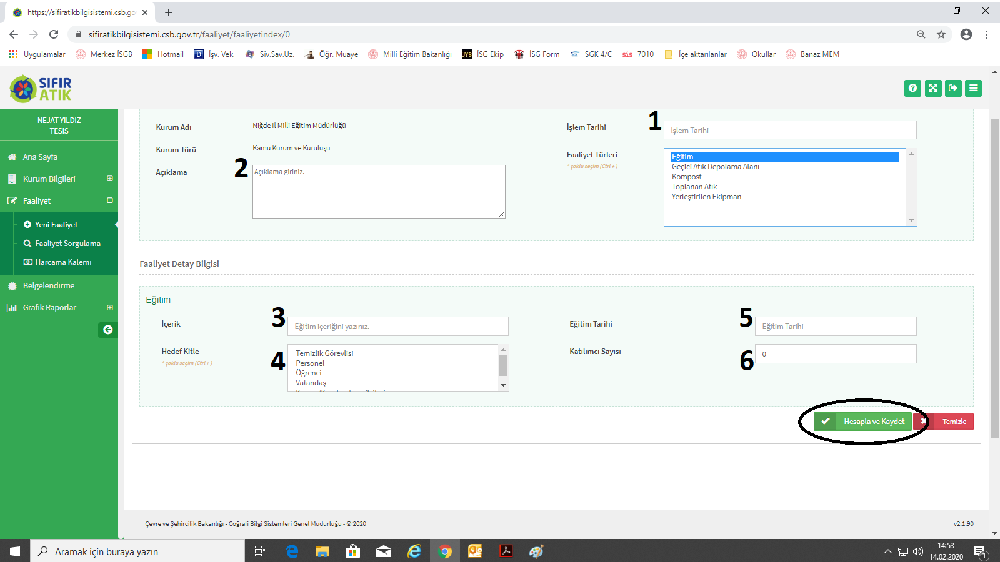 https://sifiratikbilgisistemi.csb.go
sifiratikbilgisistemi.csb.gov.tr/faaliyet/faaliyetindex/0
Uygulamalar Merkez İSGB Hotmail D İşv. Vek. Siv.Sav.Uz. Öğr. Muaye Milli Eğitim Bakanlığı UYS İSG Ekip İSG Form SGK 4/C sis 7010 İçe aktarılanlar Okullar Banaz MEM
SIFIR
ATIK
NEJAT YILDIZ
TESIS
Ana Sayfa
Kurum Bilgileri
Faaliyet
Yeni Faaliyet
Faaliyet Sorgulama
Harcama Kalemi
Belgelendirme
Grafik Raporlar
Kurum Adı Niğde İl Milli Eğitim Müdürlüğü
Kurum Türü Kamu Kurum ve Kuruluşu
Açıklama 2 Açıklama giriniz.
İşlem Tarihi 1 İşlem Tarihi
Faaliyet Türleri
* çoklu seçim (Ctrl + )
Eğitim
Geçici Atık Depolama Alanı
Kompost
Toplanan Atık
Yerleştirilen Ekipman
Faaliyet Detay Bilgisi
Eğitim
İçerik 3 Eğitim içeriğini yazınız.
Hedef Kitle
* çoklu seçim (Ctrl + )
4
Temizlik Görevlisi
Personel
Öğrenci
Vatandaş
Eğitim Tarihi 5 Eğitim Tarihi
Katılımcı Sayısı 6 0
Hesapla ve Kaydet Temizle
Çevre ve Şehircilik Bakanlığı - Coğrafi Bilgi Sistemleri Genel Müdürlüğü - © 2020 v2.1.90
Aramak için buraya yazın
14:53
14.02.2020
1